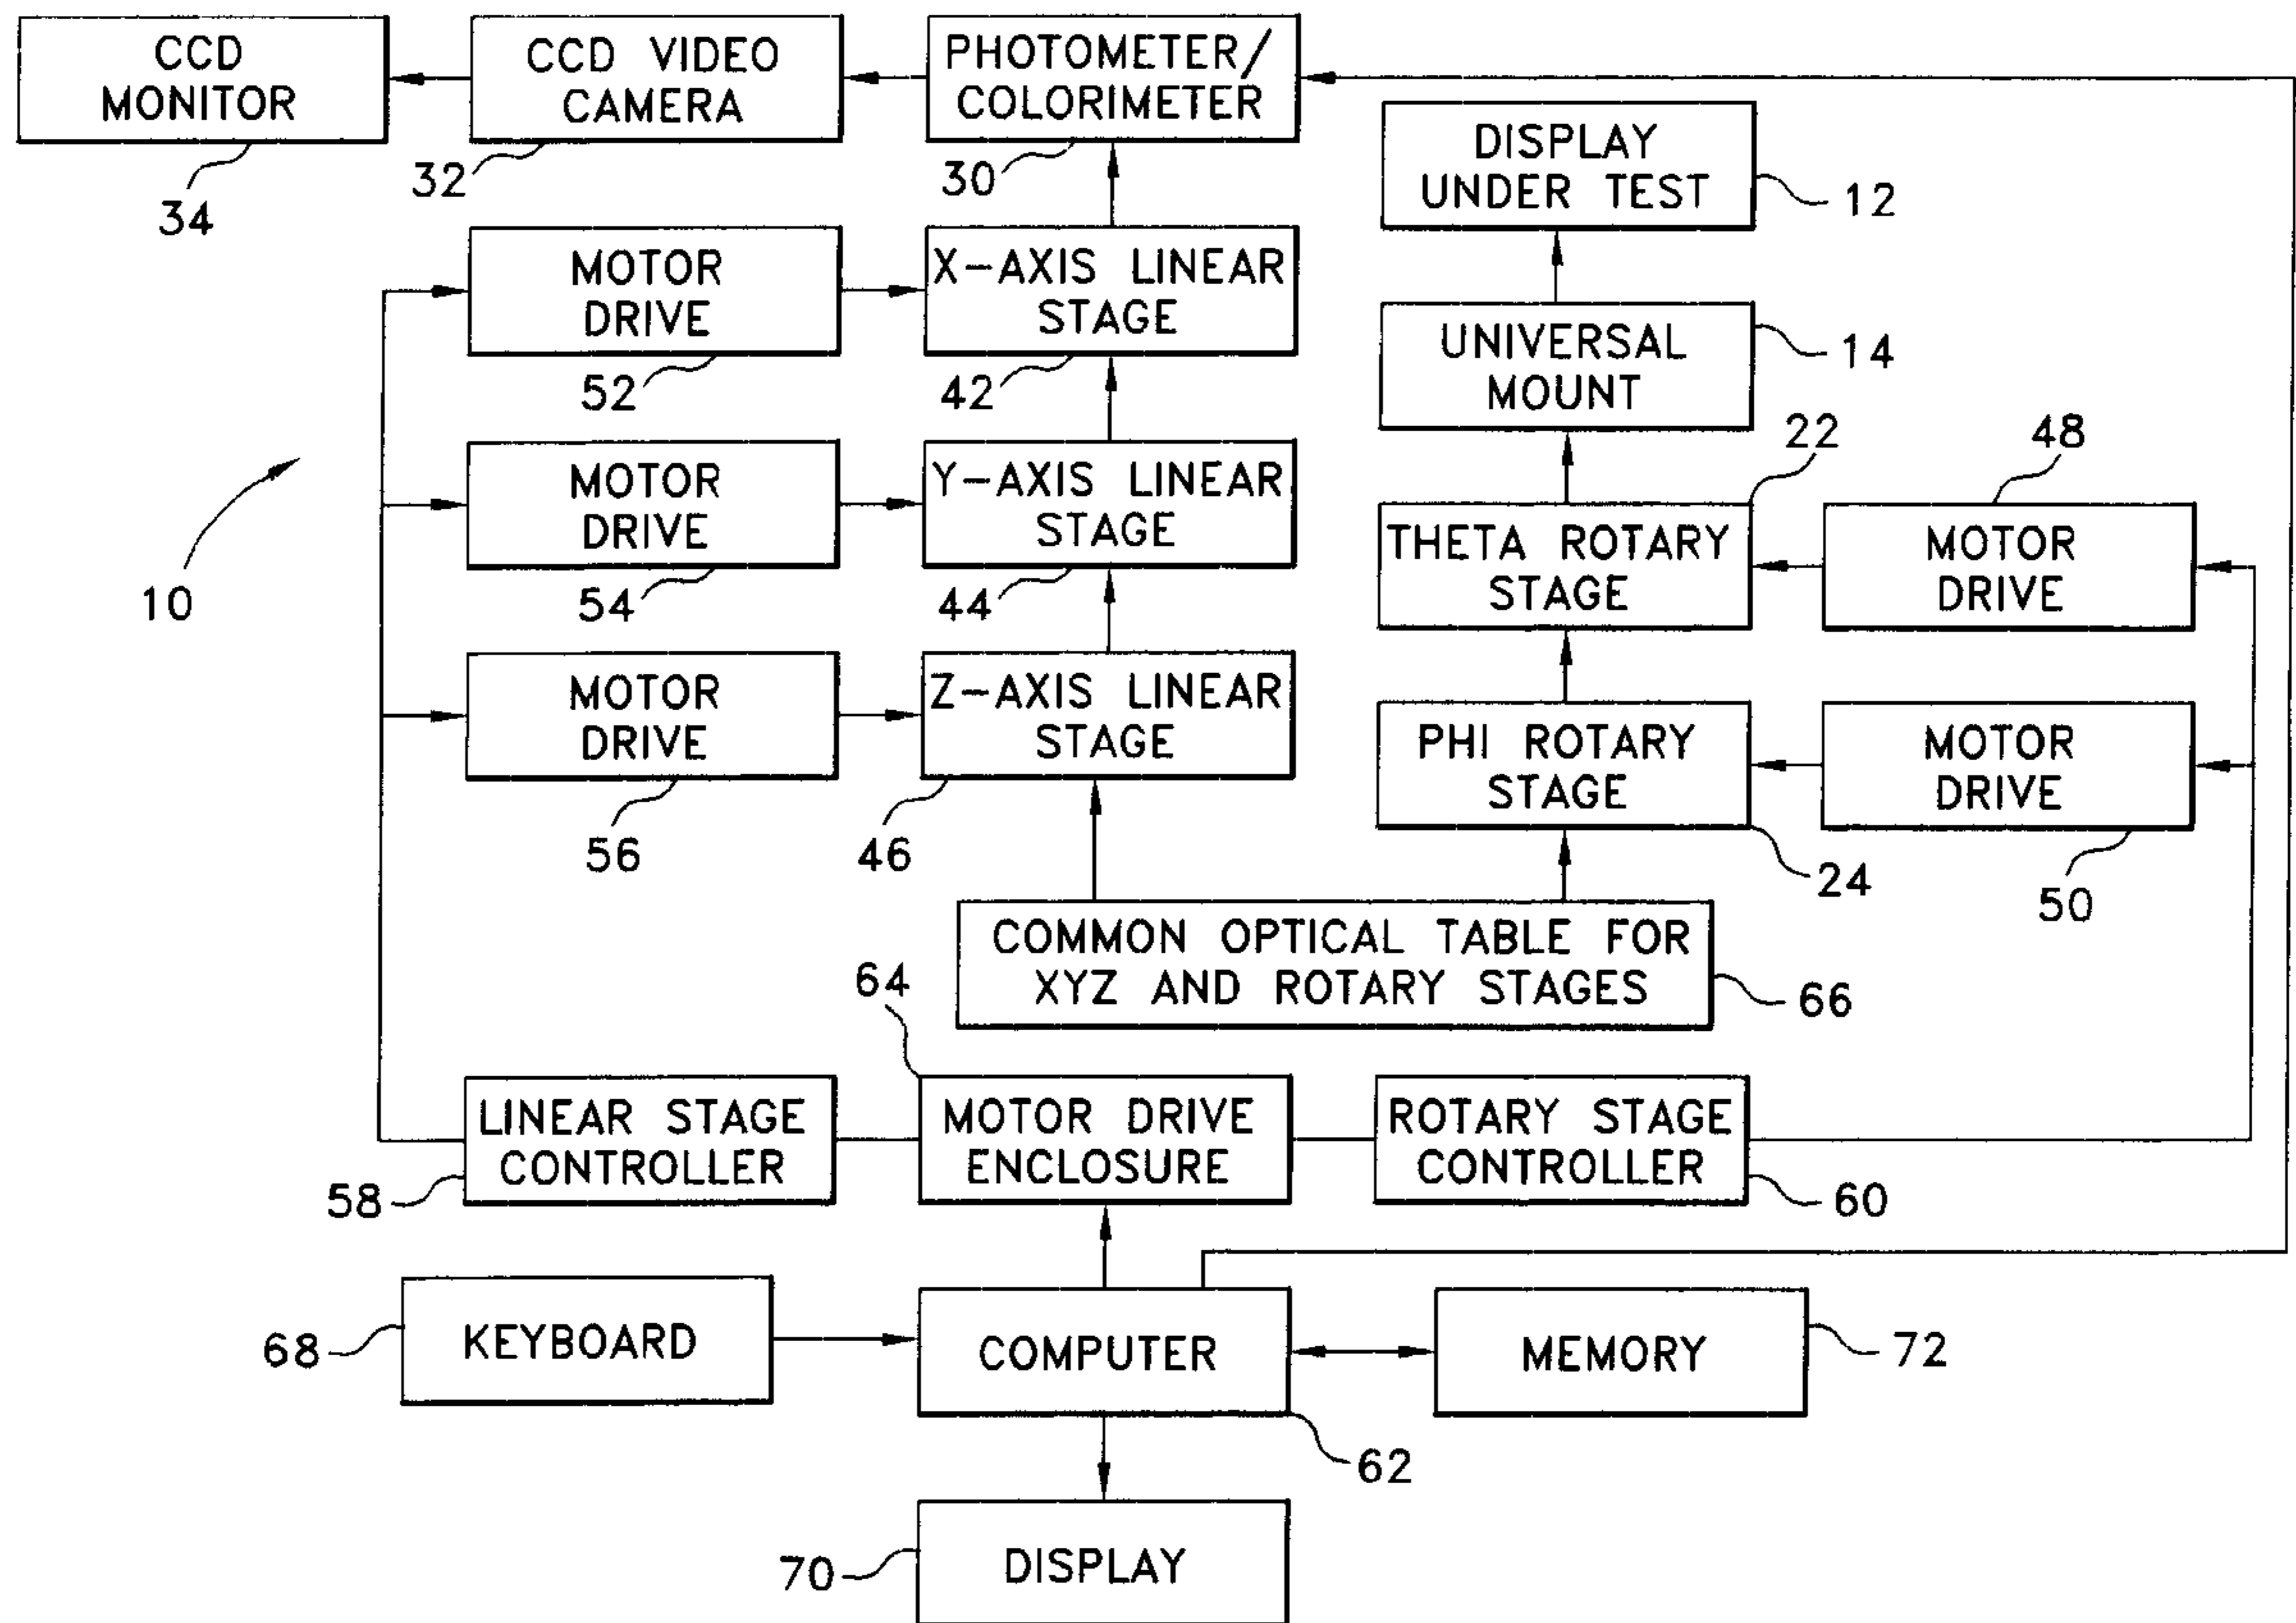 CCD
MONITOR
34
CCD VIDEO
CAMERA
32
PHOTOMETER/
COLORIMETER
30
DISPLAY
UNDER TEST
12
MOTOR
DRIVE
52
X-AXIS LINEAR
STAGE
42
UNIVERSAL
MOUNT
14
10
MOTOR
DRIVE
54
Y-AXIS LINEAR
STAGE
44
THETA ROTARY
STAGE
22
MOTOR
DRIVE
48
MOTOR
DRIVE
56
Z-AXIS LINEAR
STAGE
46
PHI ROTARY
STAGE
24
MOTOR
DRIVE
50
COMMON OPTICAL TABLE FOR
XYZ AND ROTARY STAGES
66
LINEAR STAGE
CONTROLLER
58
64
MOTOR DRIVE
ENCLOSURE
ROTARY STAGE
CONTROLLER
60
68
KEYBOARD
COMPUTER
62
MEMORY
72
70
DISPLAY